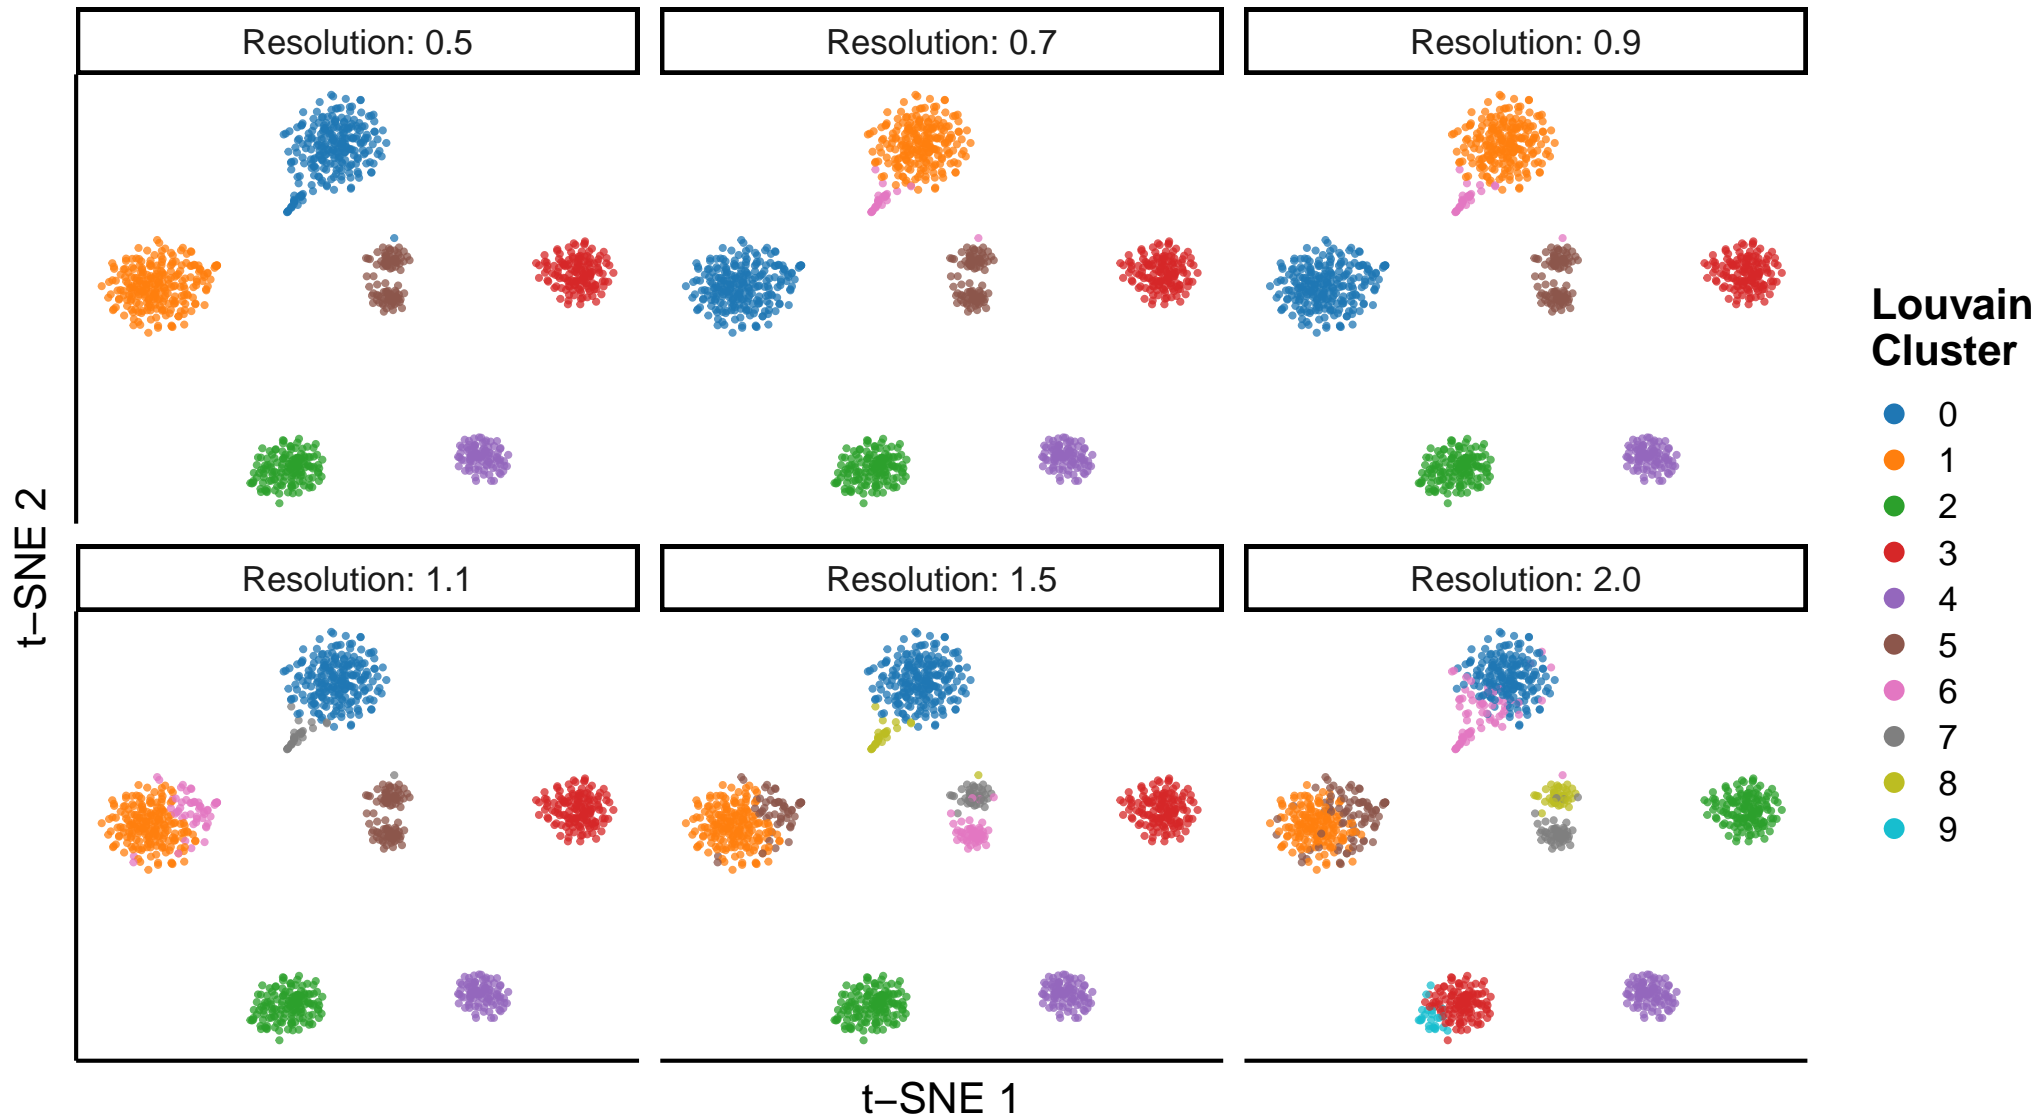 Resolution: 0.5
Resolution: 0.7
Resolution: 0.9
Resolution: 1.1
Resolution: 1.5
Resolution: 2.0
t−SNE 2
t−SNE 1
Louvain
Cluster
0
1
2
3
4
5
6
7
8
9